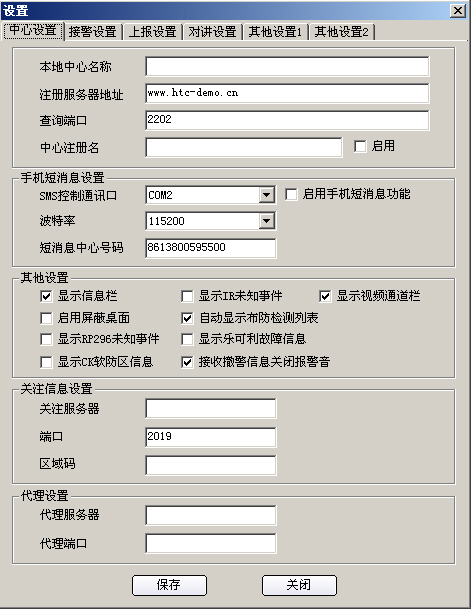 设置
中心设置 接警设置 上报设置 对讲设置 其他设置1 其他设置2
本地中心名称
注册服务器地址 www.htc-demo.cn
查询端口 2202
中心注册名 启用
手机短消息设置
SMS控制通讯口 COM2 启用手机短消息功能
波特率 115200
短消息中心号码 8613800595500
其他设置
显示信息栏 显示IR未知事件 显示视频通道栏
启用屏蔽桌面 自动显示布防检测列表
显示RP296未知事件 显示乐可利故障信息
显示CK软防区信息 接收撤警信息关闭报警音
关注信息设置
关注服务器
端口 2019
区域码
代理设置
代理服务器
代理端口
保存 关闭